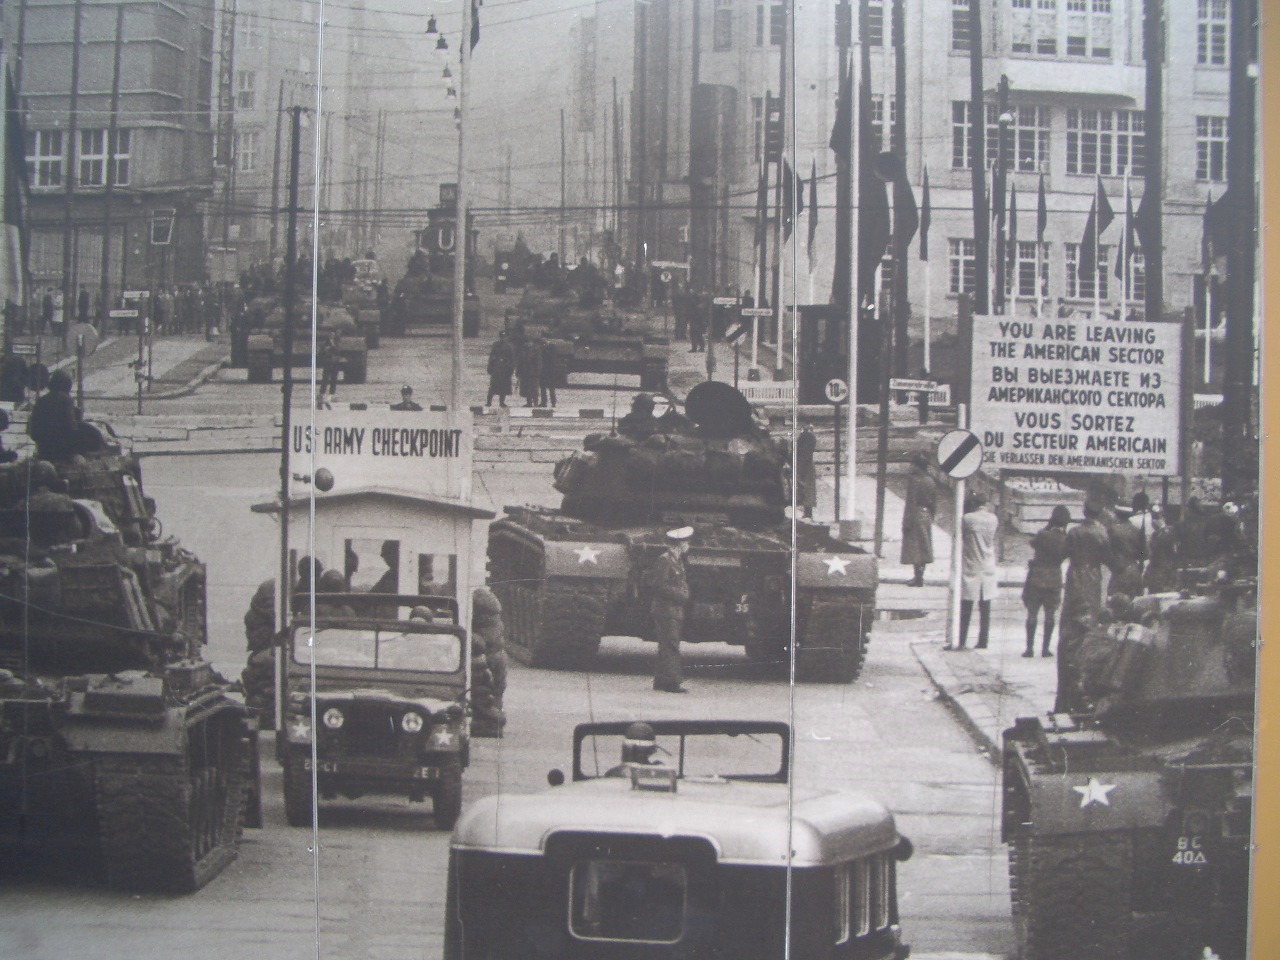 U
YOU ARE LEAVING
THE AMERICAN SECTOR
ВЫ ВЫЕЗЖАЕТЕ ИЗ
АМЕРИКАНСКОГО СЕКТОРА
VOUS SORTEZ
DU SECTEUR AMERICAIN
SIE VERLASSEN DEN AMERIKANISCHEN SEKTOR
US ARMY CHECKPOINT
BC
40Δ